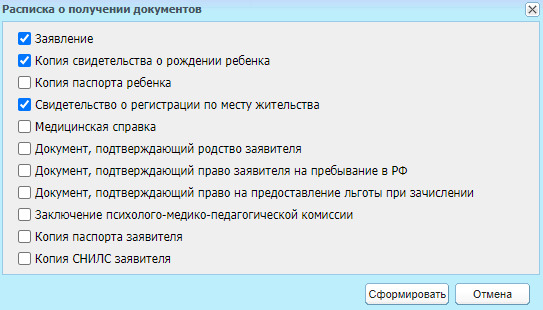 Расписка о получении документов
Заявление
Копия свидетельства о рождении ребенка
Копия паспорта ребенка
Свидетельство о регистрации по месту жительства
Медицинская справка
Документ, подтверждающий родство заявителя
Документ, подтверждающий право заявителя на пребывание в РФ
Документ, подтверждающий право на предоставление льготы при зачислении
Заключение психолого-медико-педагогической комиссии
Копия паспорта заявителя
Копия СНИЛС заявителя
Сформировать Отмена